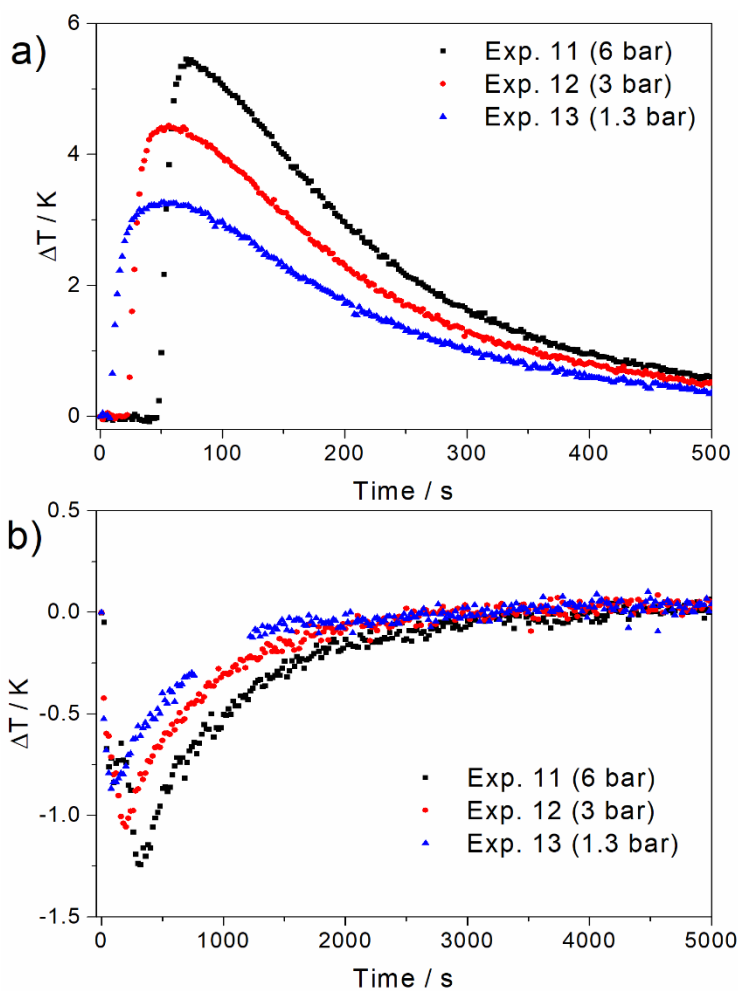 a)
6
4
2
0
ΔT / K
Exp. 11 (6 bar)
Exp. 12 (3 bar)
Exp. 13 (1.3 bar)
0 100 200 300 400 500
Time / s
b)
0.5
0.0
-0.5
-1.0
-1.5
ΔT / K
Exp. 11 (6 bar)
Exp. 12 (3 bar)
Exp. 13 (1.3 bar)
0 1000 2000 3000 4000 5000
Time / s